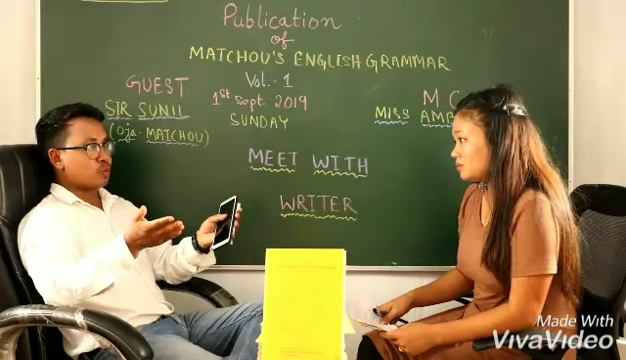 Publication
of
MATCHOU'S ENGLISH GRAMMAR
Vol. - 1
1st Sept. 2019
SUNDAY
GUEST
SIR SUNIL
(Oja - MATCHOU)
M C
MISS AMB
MEET WITH
WRITER
Made With
VivaVideo